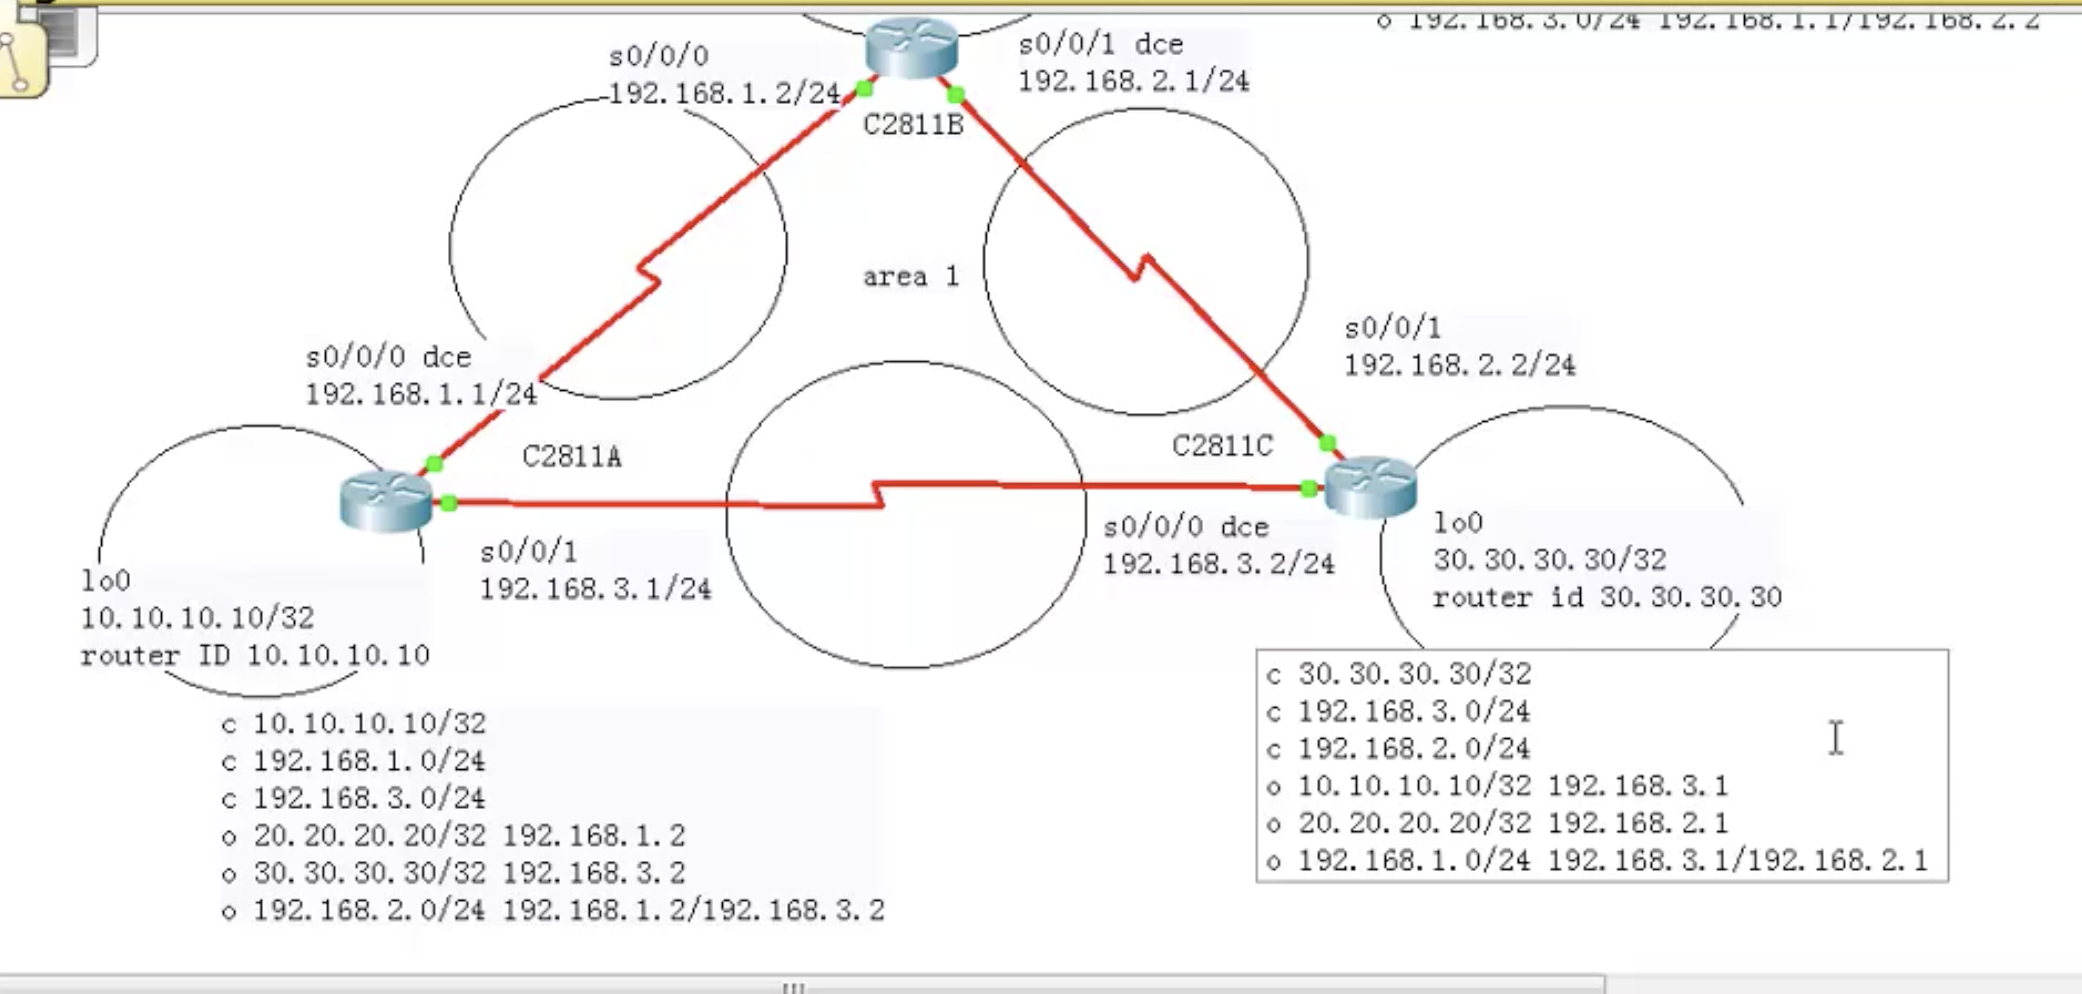 o 192.168.3.0/24 192.168.1.1/192.168.2.2
s0/0/0
192.168.1.2/24
s0/0/1 dce
192.168.2.1/24
C2811B
area 1
s0/0/0 dce
192.168.1.1/24
s0/0/1
192.168.2.2/24
C2811A
C2811C
s0/0/1
192.168.3.1/24
s0/0/0 dce
192.168.3.2/24
lo0
30.30.30.30/32
router id 30.30.30.30
lo0
10.10.10.10/32
router ID 10.10.10.10
c 10.10.10.10/32
c 192.168.1.0/24
c 192.168.3.0/24
o 20.20.20.20/32 192.168.1.2
o 30.30.30.30/32 192.168.3.2
o 192.168.2.0/24 192.168.1.2/192.168.3.2
c 30.30.30.30/32
c 192.168.3.0/24
c 192.168.2.0/24
o 10.10.10.10/32 192.168.3.1
o 20.20.20.20/32 192.168.2.1
o 192.168.1.0/24 192.168.3.1/192.168.2.1